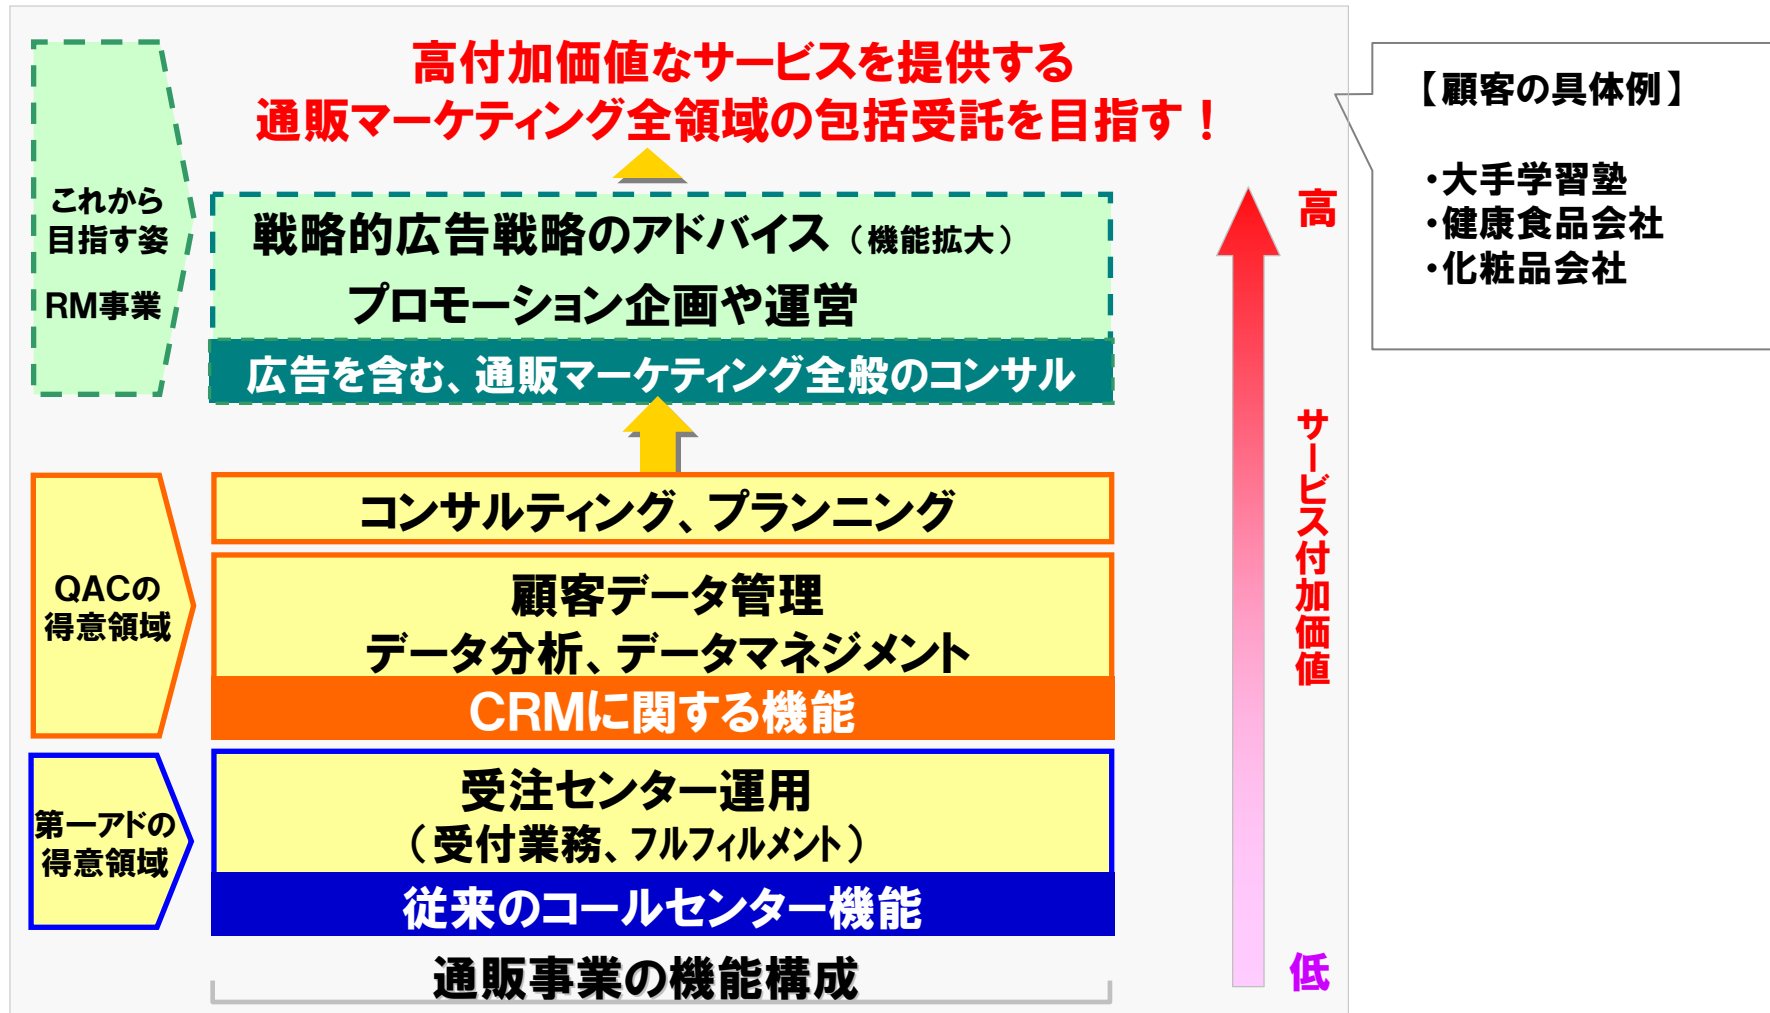 高付加価値なサービスを提供する
通販マーケティング全領域の包括受託を目指す！
これから
目指す姿
RM事業
戦略的広告戦略のアドバイス（機能拡大）
プロモーション企画や運営
広告を含む、通販マーケティング全般のコンサル
QACの
得意領域
コンサルティング、プランニング
顧客データ管理
データ分析、データマネジメント
CRMに関する機能
第一アドの
得意領域
受注センター運用
（受付業務、フルフィルメント）
従来のコールセンター機能
通販事業の機能構成
高
サービス付加価値
低
【顧客の具体例】
・大手学習塾
・健康食品会社
・化粧品会社